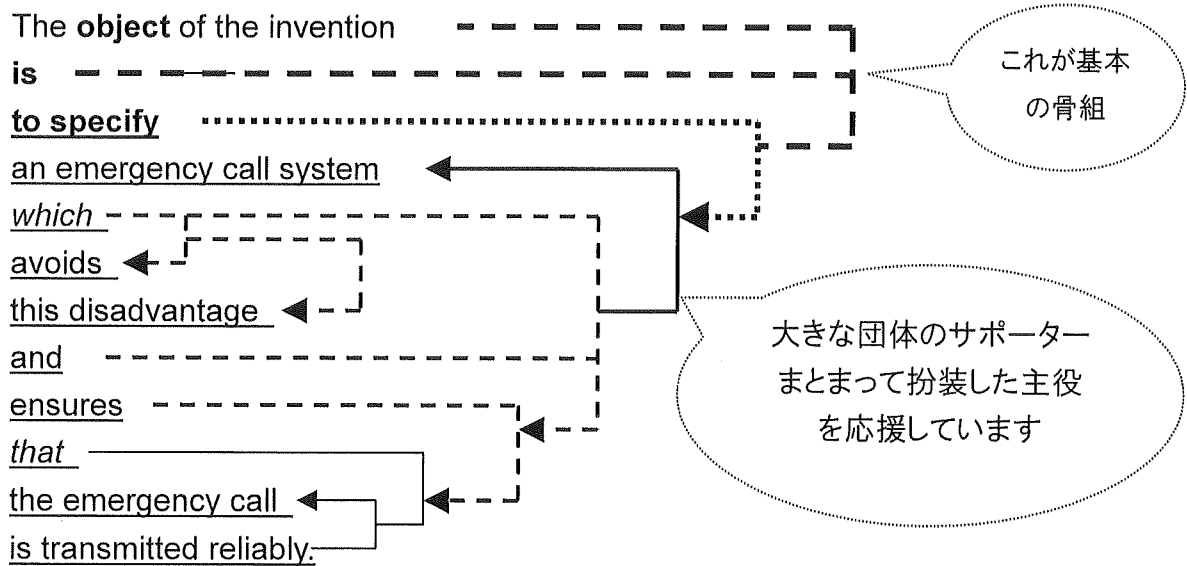 The object of the invention
is
to specify
an emergency call system
which
avoids
this disadvantage
and
ensures
that
the emergency call
is transmitted reliably.
これが基本
の骨組
大きな団体のサポーター
まとまって扮装した主役
を応援しています